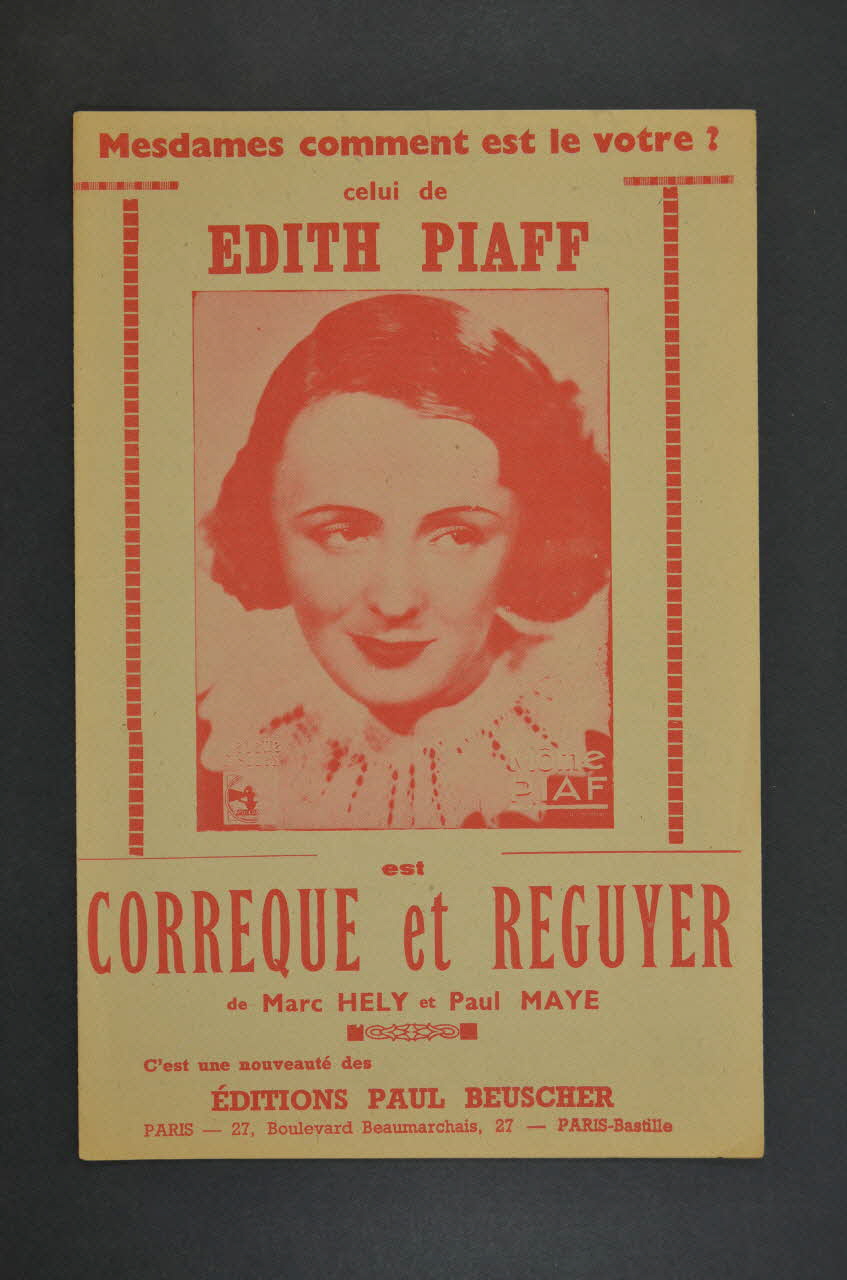 Mesdames comment est le votre ?
celui de
EDITH PIAFF
Môme
PIAF
est
CORREQUE et REGUYER
de Marc HELY et Paul MAYE
C'est une nouveauté des
ÉDITIONS PAUL BEUSCHER
PARIS — 27, Boulevard Beaumarchais, 27 — PARIS-Bastille